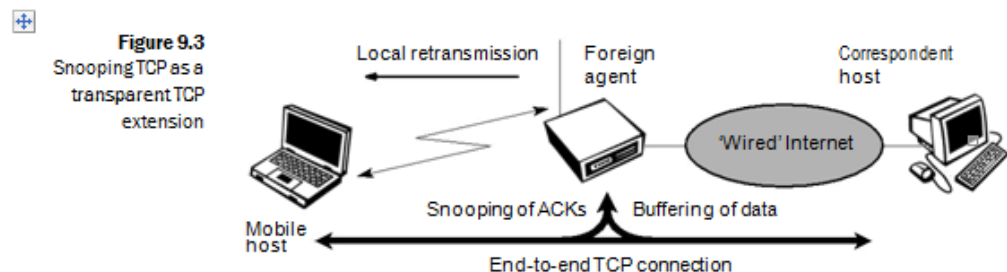 Figure 9.3
Snooping TCP as a
transparent TCP
extension
Local retransmission
Foreign
agent
Correspondent
host
'Wired' Internet
Snooping of ACKs
Buffering of data
Mobile
host
End-to-end TCP connection